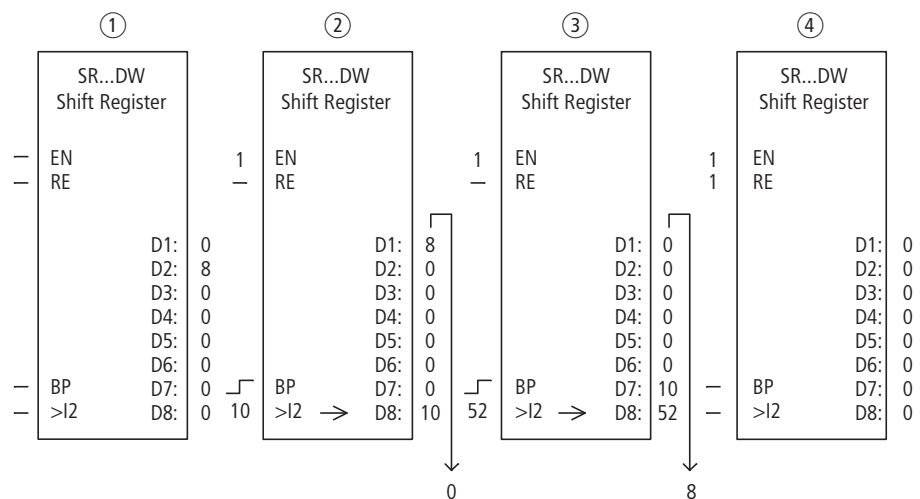 ① ② ③ ④
SR...DW SR...DW SR...DW SR...DW
Shift Register Shift Register Shift Register Shift Register
– EN 1 EN 1 EN 1 EN
– RE – RE – RE 1 RE
D1: 0 D1: 8 D1: 0 D1: 0
D2: 8 D2: 0 D2: 0 D2: 0
D3: 0 D3: 0 D3: 0 D3: 0
D4: 0 D4: 0 D4: 0 D4: 0
D5: 0 D5: 0 D5: 0 D5: 0
D6: 0 D6: 0 D6: 0 D6: 0
– BP D7: 0 BP D7: 0 BP D7: 10 – BP D7: 0
– >I2 D8: 0 10 >I2 → D8: 10 52 >I2 → D8: 52 – >I2 D8: 0
0 8